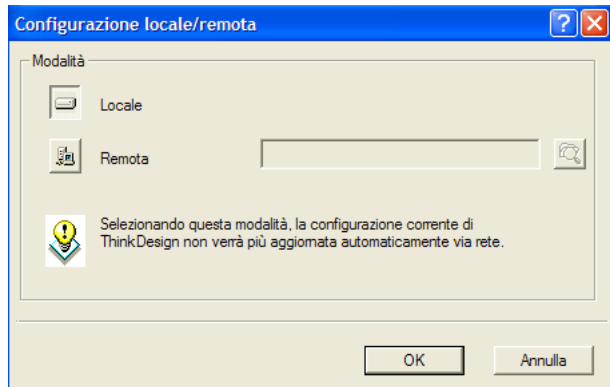 Configurazione locale/remota
Modalità
Locale
Remota
Selezionando questa modalità, la configurazione corrente di
ThinkDesign non verrà più aggiornata automaticamente via rete.
OK
Annulla